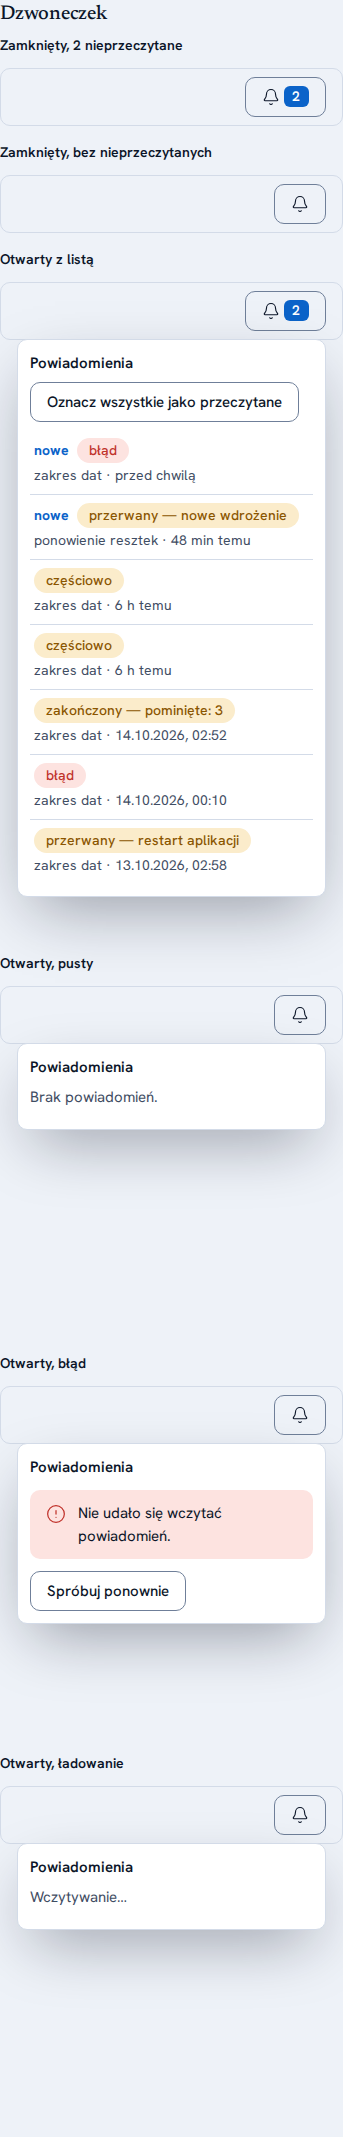 Dzwoneczek
Zamknięty, 2 nieprzeczytane
2
Zamknięty, bez nieprzeczytanych
Otwarty z listą
2
Powiadomienia
Oznacz wszystkie jako przeczytane
nowe błąd
zakres dat · przed chwilą
nowe przerwany — nowe wdrożenie
ponowienie resztek · 48 min temu
częściowo
zakres dat · 6 h temu
częściowo
zakres dat · 6 h temu
zakończony — pominięte: 3
zakres dat · 14.10.2026, 02:52
błąd
zakres dat · 14.10.2026, 00:10
przerwany — restart aplikacji
zakres dat · 13.10.2026, 02:58
Otwarty, pusty
Powiadomienia
Brak powiadomień.
Otwarty, błąd
Powiadomienia
Nie udało się wczytać
powiadomień.
Spróbuj ponownie
Otwarty, ładowanie
Powiadomienia
Wczytywanie...